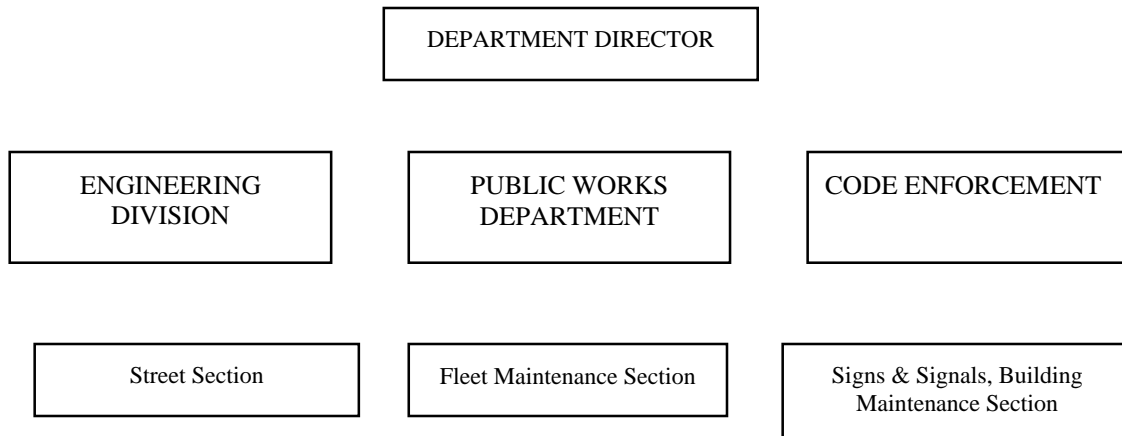 DEPARTMENT DIRECTOR
ENGINEERING
DIVISION
PUBLIC WORKS
DEPARTMENT
CODE ENFORCEMENT
Street Section
Fleet Maintenance Section
Signs & Signals, Building
Maintenance Section